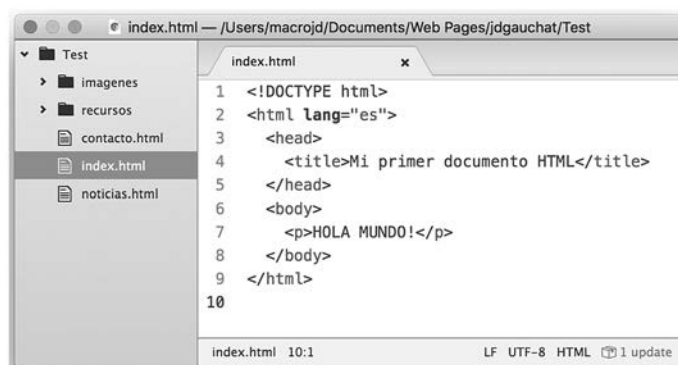 index.html — /Users/macrojd/Documents/Web Pages/jdgauchat/Test
Test
imagenes
recursos
contacto.html
index.html
noticias.html
index.html
1 <!DOCTYPE html>
2 <html lang="es">
3 <head>
4 <title>Mi primer documento HTML</title>
5 </head>
6 <body>
7 <p>HOLA MUNDO!</p>
8 </body>
9 </html>
10
index.html 10:1 LF UTF-8 HTML 1 update